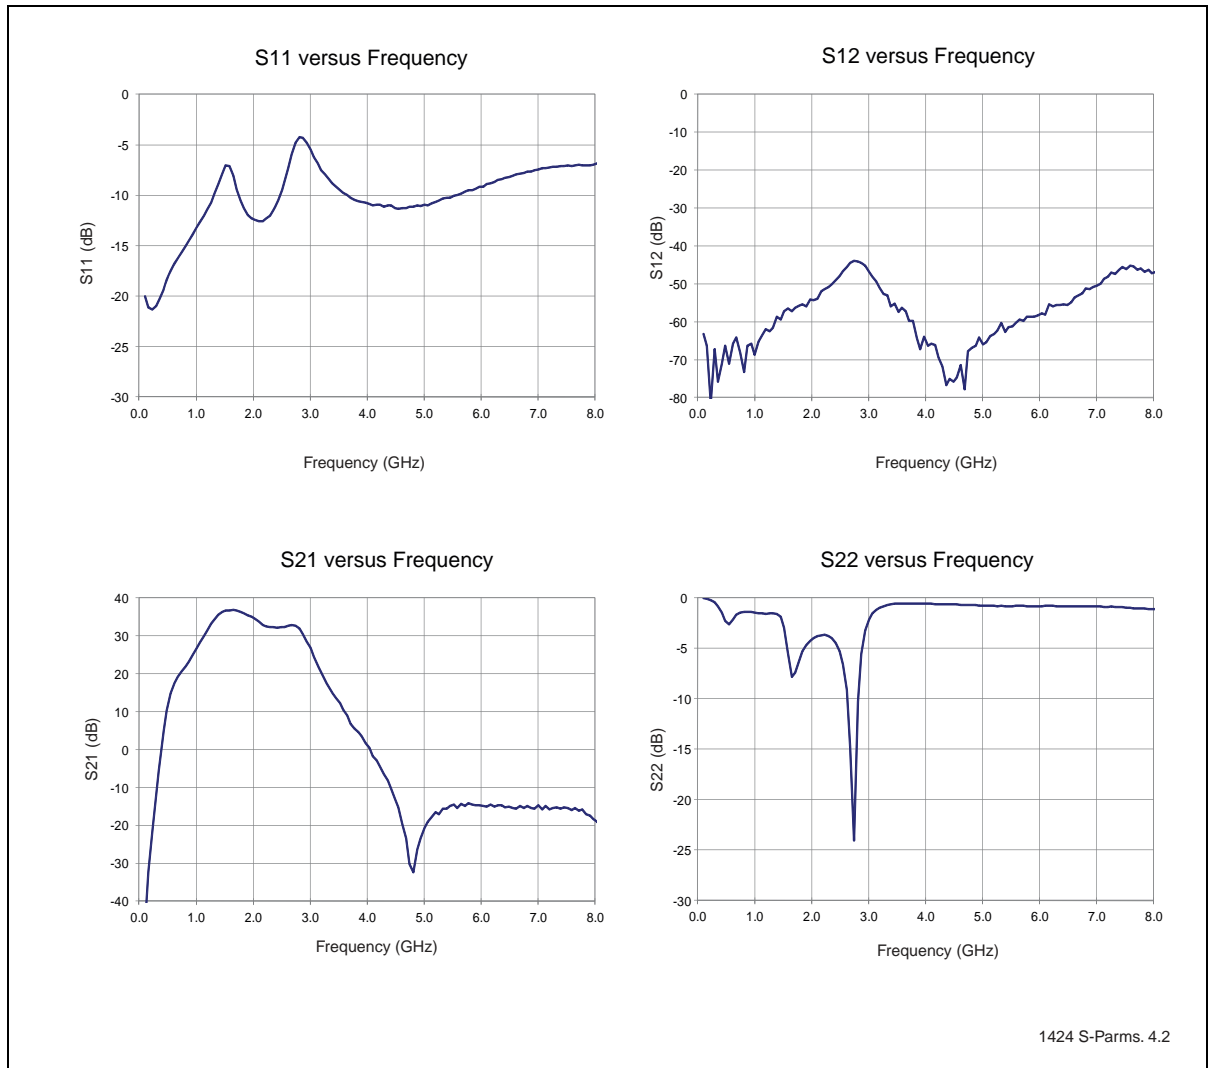 S11 versus Frequency
0
-5
-10
-15
-20
-25
-30
S11 (dB)
0.0 1.0 2.0 3.0 4.0 5.0 6.0 7.0 8.0
Frequency (GHz)
S12 versus Frequency
0
-10
-20
-30
-40
-50
-60
-70
-80
S12 (dB)
0.0 1.0 2.0 3.0 4.0 5.0 6.0 7.0 8.0
Frequency (GHz)
S21 versus Frequency
40
30
20
10
0
-10
-20
-30
-40
S21 (dB)
0.0 1.0 2.0 3.0 4.0 5.0 6.0 7.0 8.0
Frequency (GHz)
S22 versus Frequency
0
-5
-10
-15
-20
-25
-30
S22 (dB)
0.0 1.0 2.0 3.0 4.0 5.0 6.0 7.0 8.0
Frequency (GHz)
1424 S-Parms. 4.2